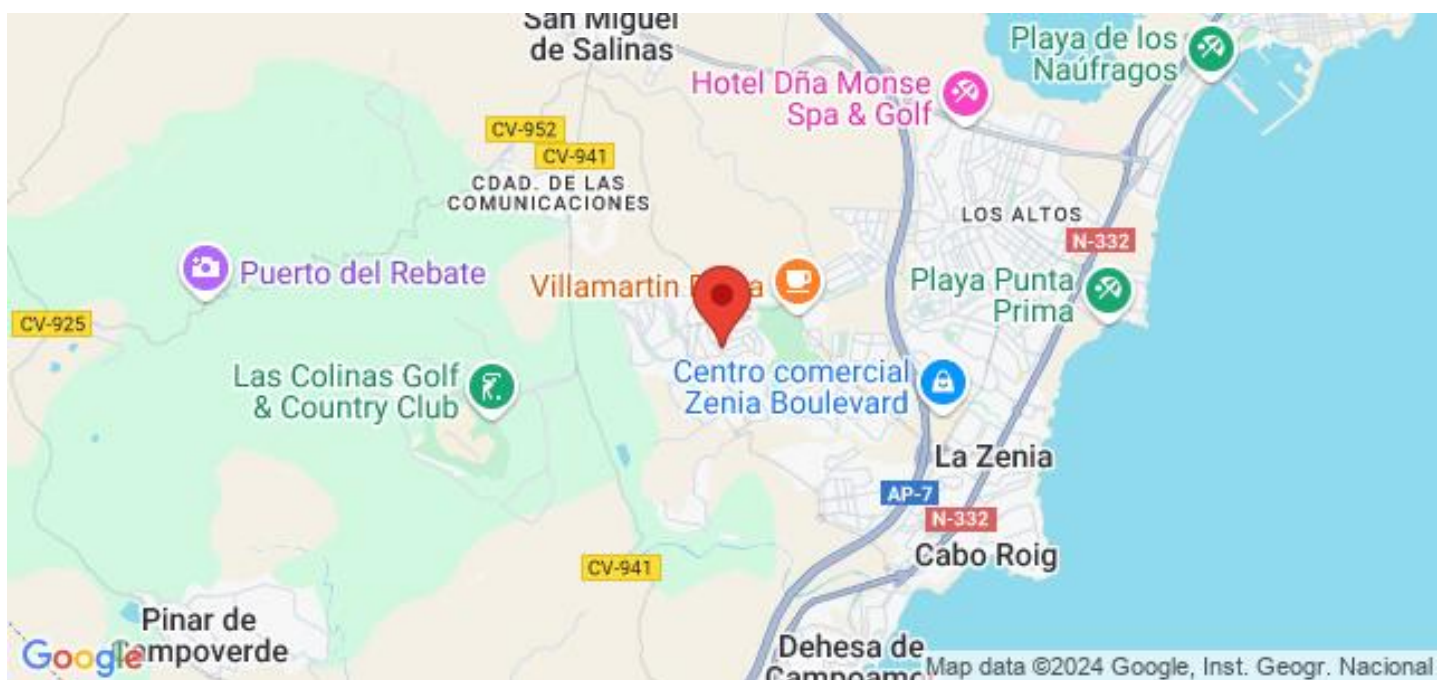 San Miguel
de Salinas
Playa de los
Naúfragos
Hotel Dña Monse
Spa & Golf
CV-952
CV-941
CDAD. DE LAS
COMUNICACIONES
LOS ALTOS
N-332
Puerto del Rebate
Villamartin
Playa Punta
Prima
CV-925
Las Colinas Golf
& Country Club
Centro comercial
Zenia Boulevard
La Zenia
AP-7
N-332
Cabo Roig
CV-941
Pinar de
Campoverde
Dehesa de
Campoamor
Google
Map data ©2024 Google, Inst. Geogr. Nacional